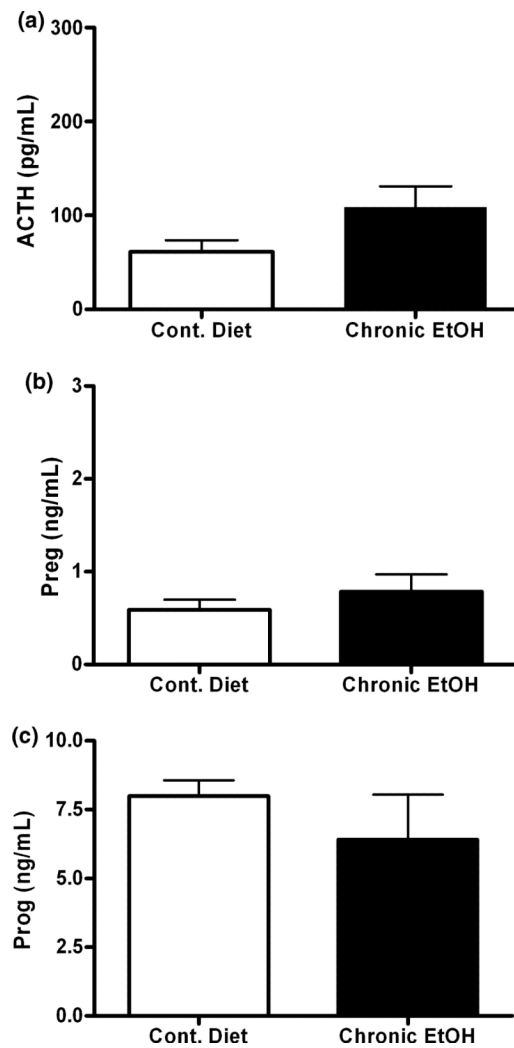 (a)
300
200
100
0
ACTH (pg/mL)
Cont. Diet Chronic EtOH
(b)
3
2
1
0
Preg (ng/mL)
Cont. Diet Chronic EtOH
(c)
10.0
7.5
5.0
2.5
0.0
Prog (ng/mL)
Cont. Diet Chronic EtOH